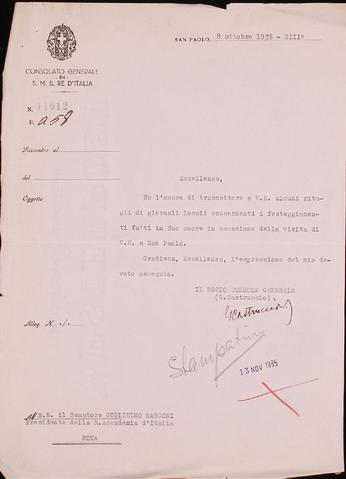 SAN PAOLO, 8 ottobre 1935 - XIII°
CONSOLATO GENERALE
DI
S. M. IL RE D'ITALIA
N. 11012
P. A 58
Riscontro al
del
Oggetto
Eccellenza,
Ho l'onore di trasmettere a V.E. alcuni rita-
gli di giornali locali concernenti i festeggiamen-
ti fatti in Suo onore in occasione della visita di
V.E. a San Paolo.
Gradisca, Eccellenza, l'espressione del mio de-
voto ossequio.
IL REGIO CONSOLE GENERALE
(G.Castruccio)
GCastruccio
Alleg. N.
Stampatino
13 NOV 1935
A S.E. il Senatore GUGLIELMO MARCONI
Presidente della R.Accademia d'Italia
ROMA